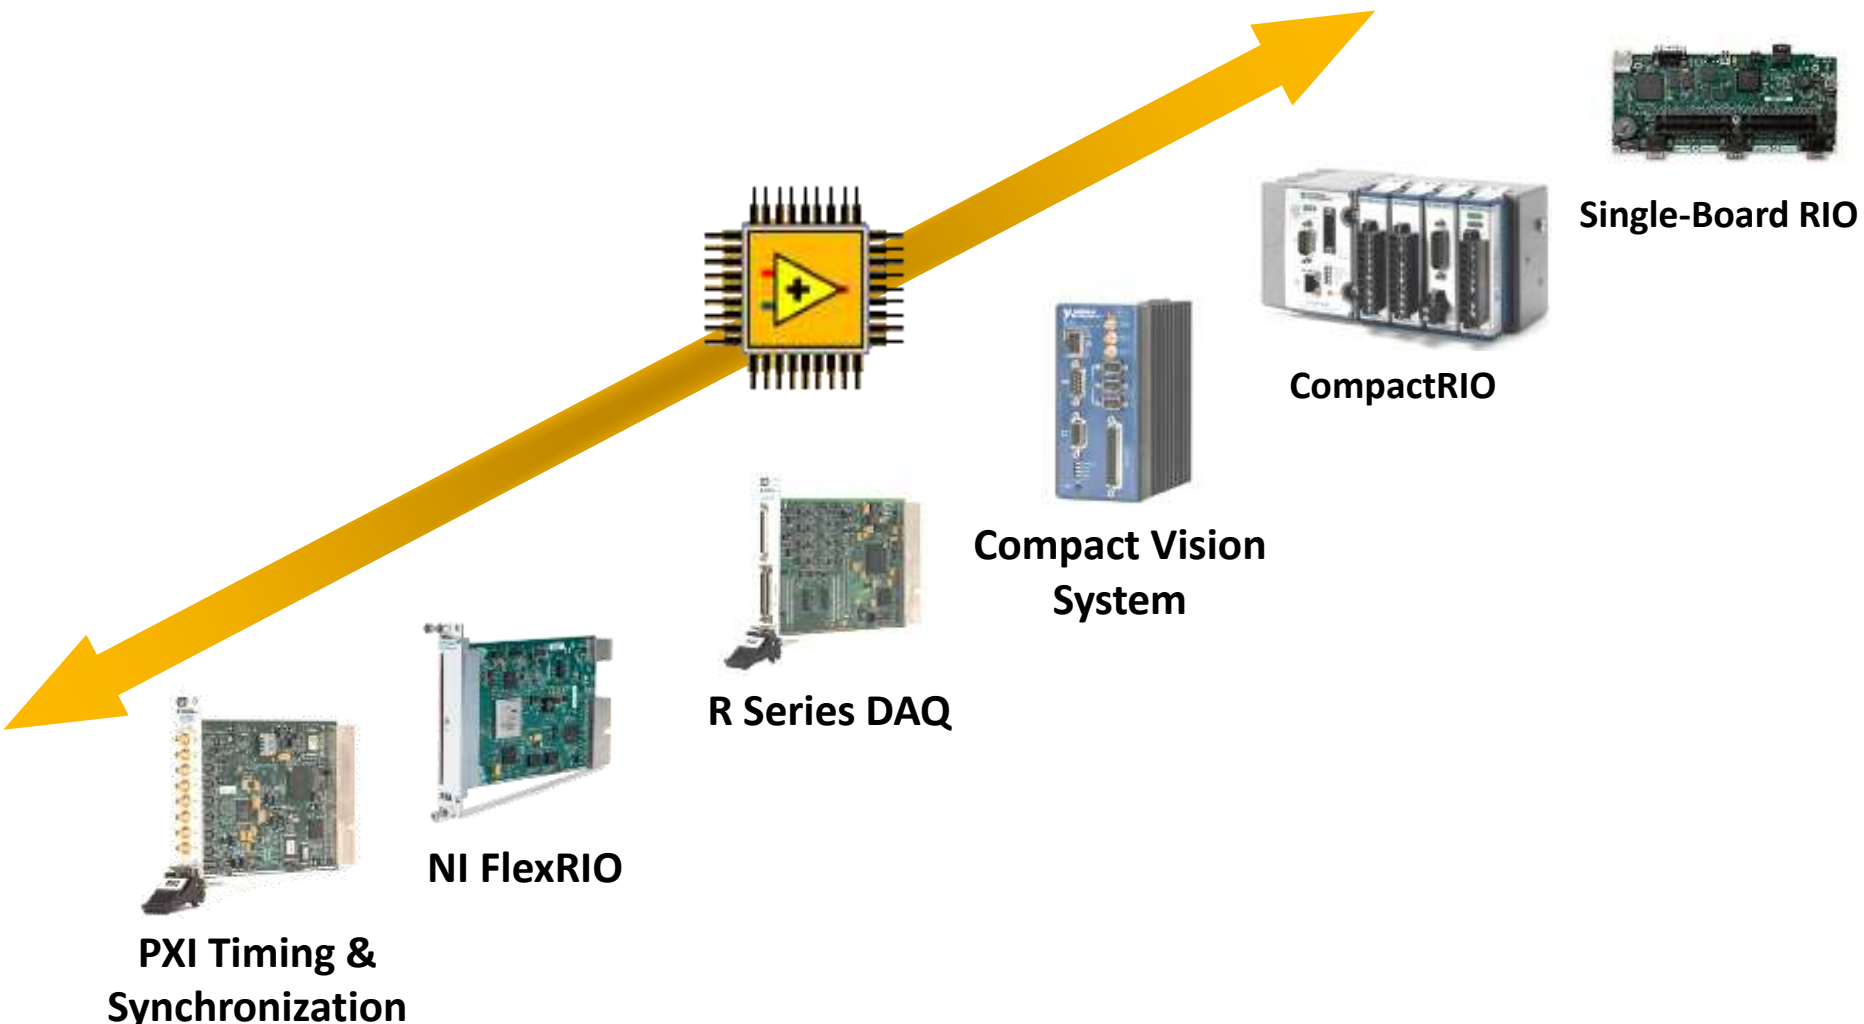 Single-Board RIO
CompactRIO
Compact Vision
System
R Series DAQ
NI FlexRIO
PXI Timing &
Synchronization